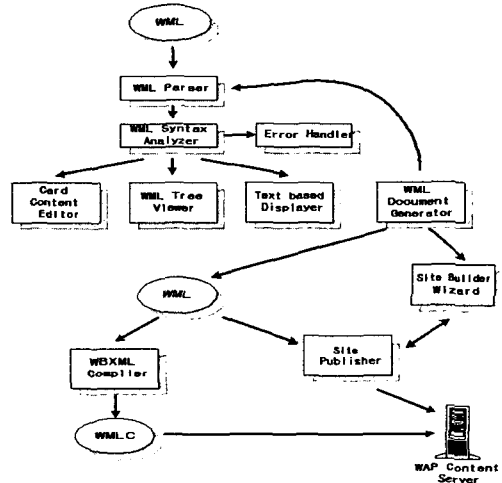 WML
WML Parser
WML Syntax
Analyzer
Error Handler
Card
Content
Editor
WML Tree
Viewer
Text based
Displayer
WML
Document
Generator
Site Builder
Wizard
WML
WBXML
Compiler
Site
Publisher
WMLC
WAP Content
Server